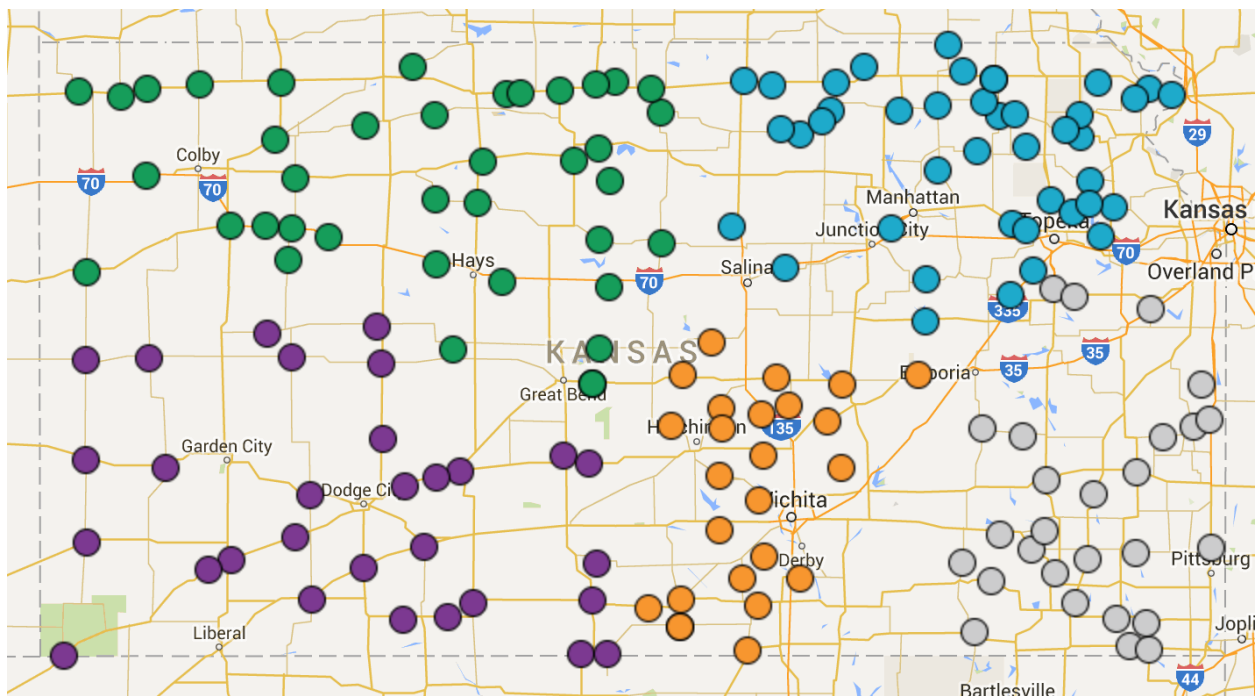 29
Colby
70
70
Manhattan
Kansas
Topeka
Junction City
70
Hays
Salina
70
Overland P
335
KANSAS
35
35
Emporia
Great Bend
Hutchinson
135
Garden City
Dodge Ci
Wichita
Derby
Pittsburg
Liberal
Jopli
44
Bartlesville